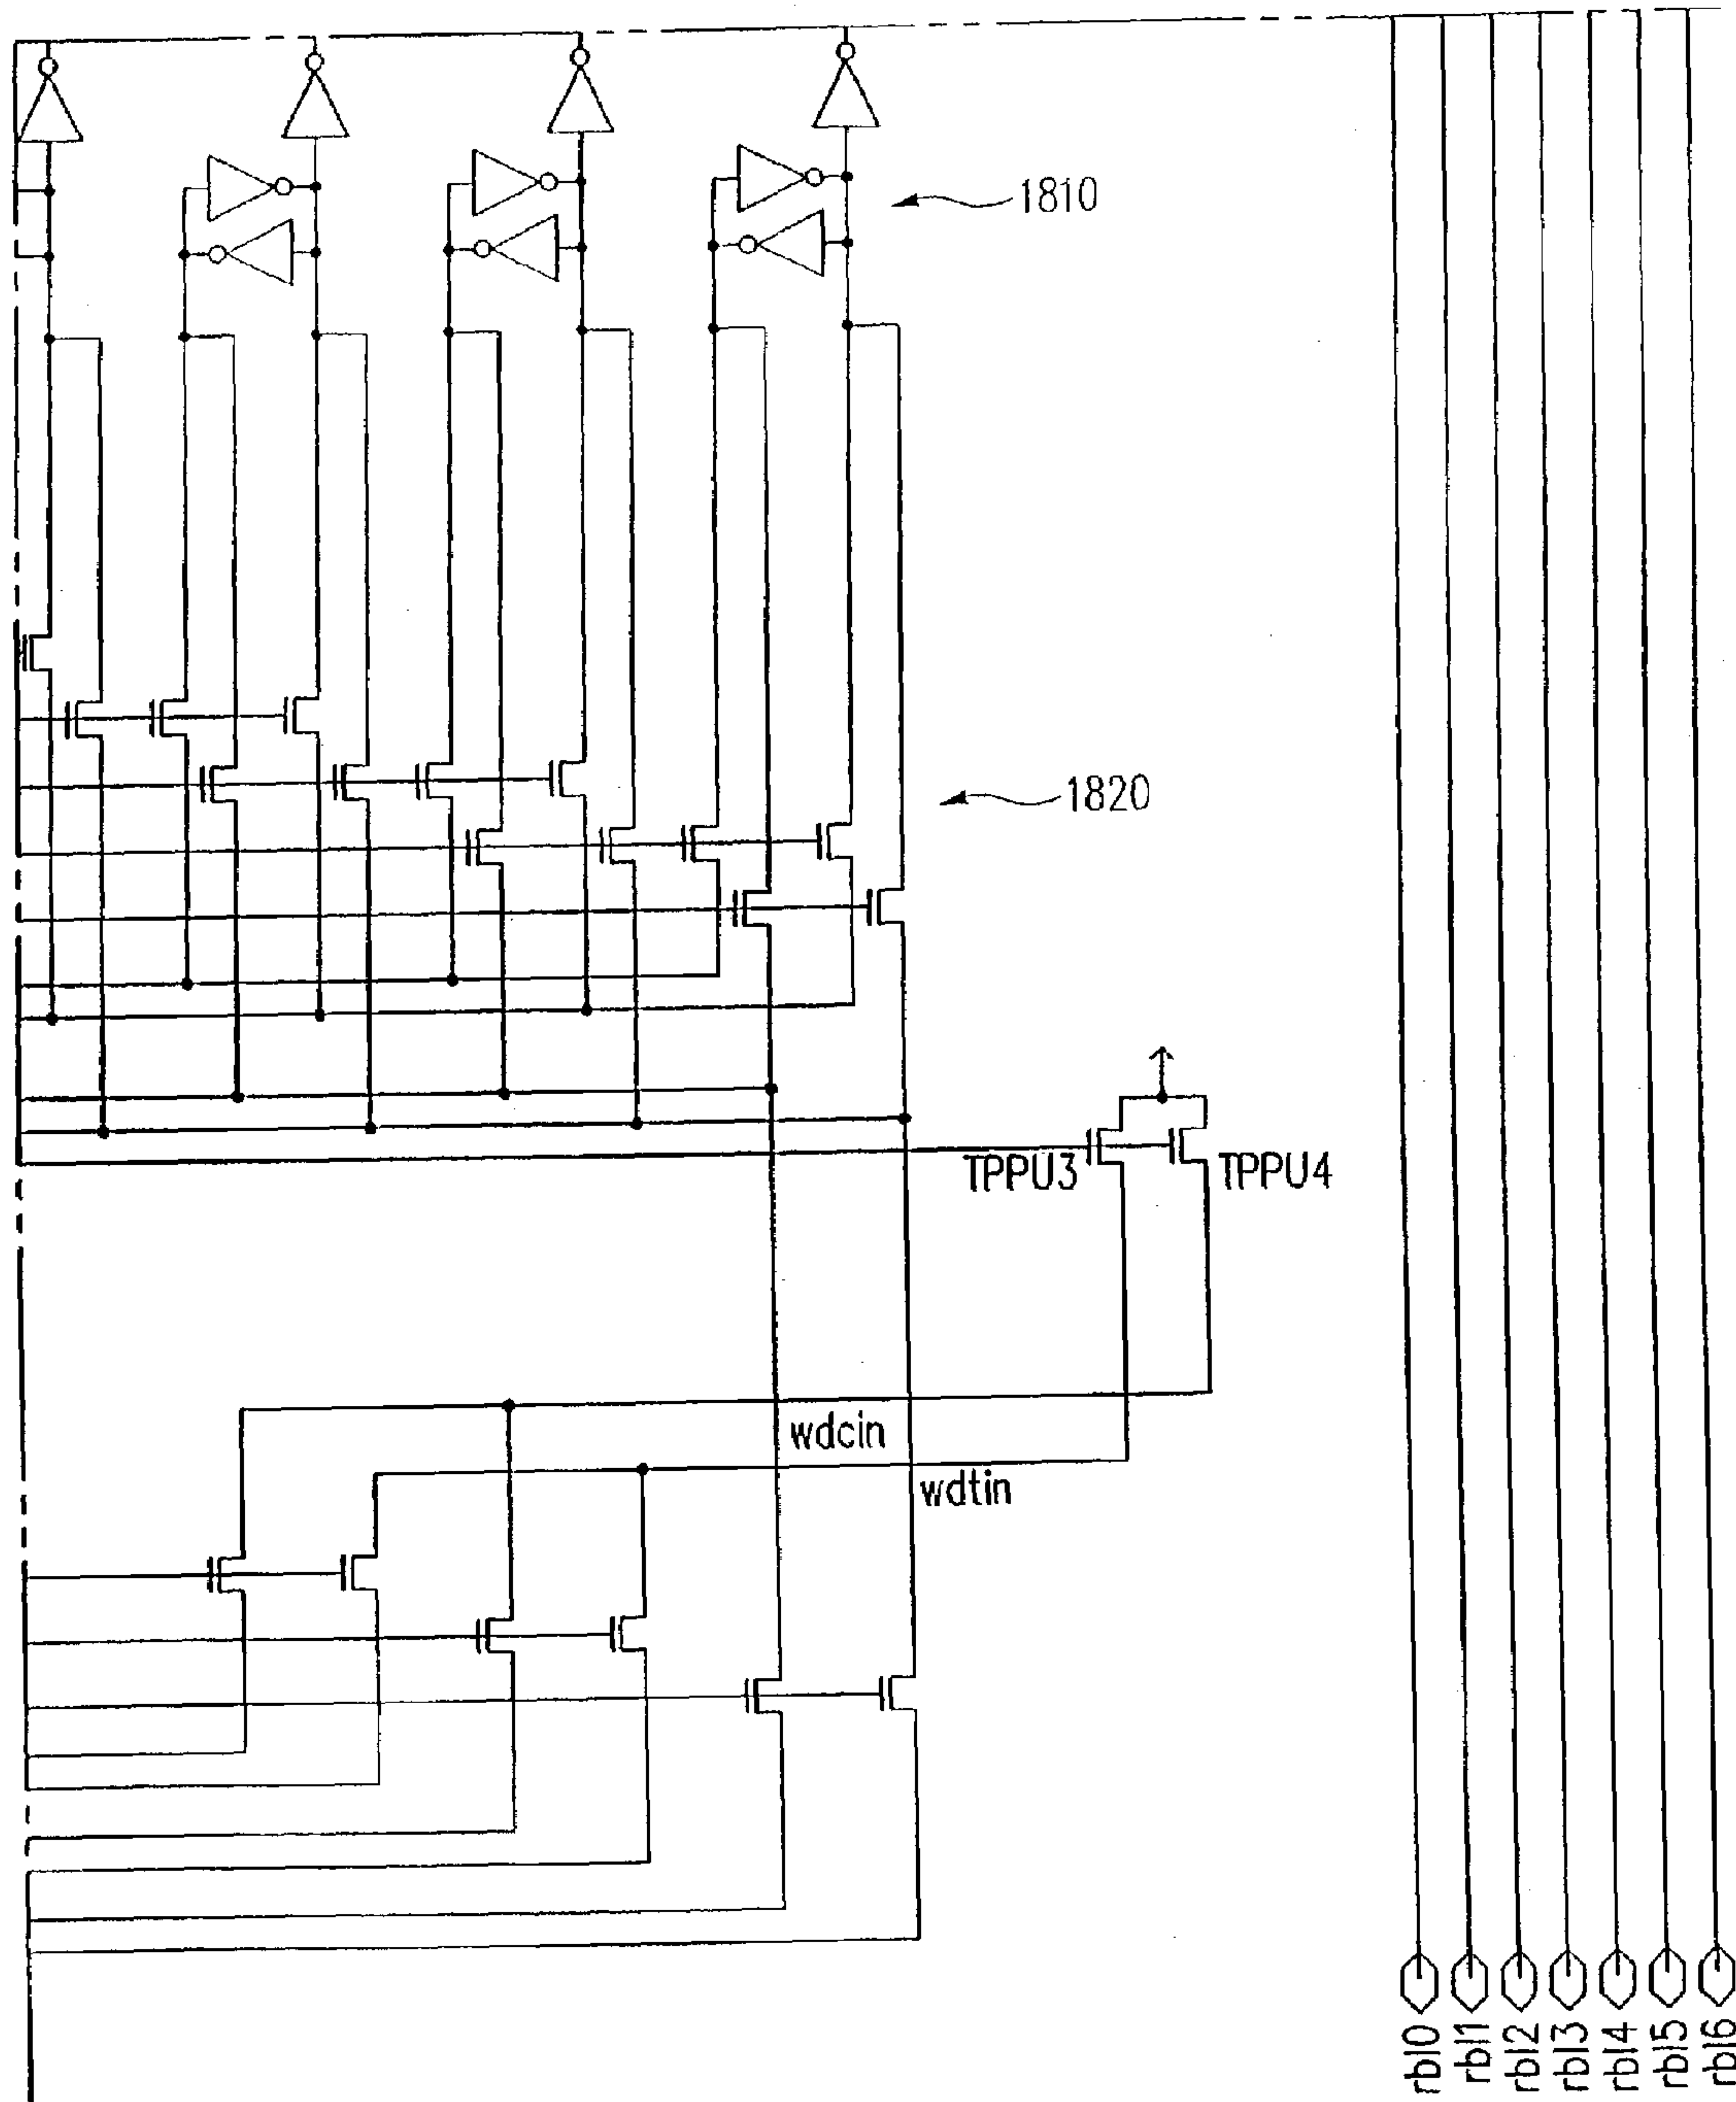 1810
1820
TPPU3
TPPU4
wdcin
wdtin
rbl0
rbl1
rbl2
rbl3
rbl4
rbl5
rbl6